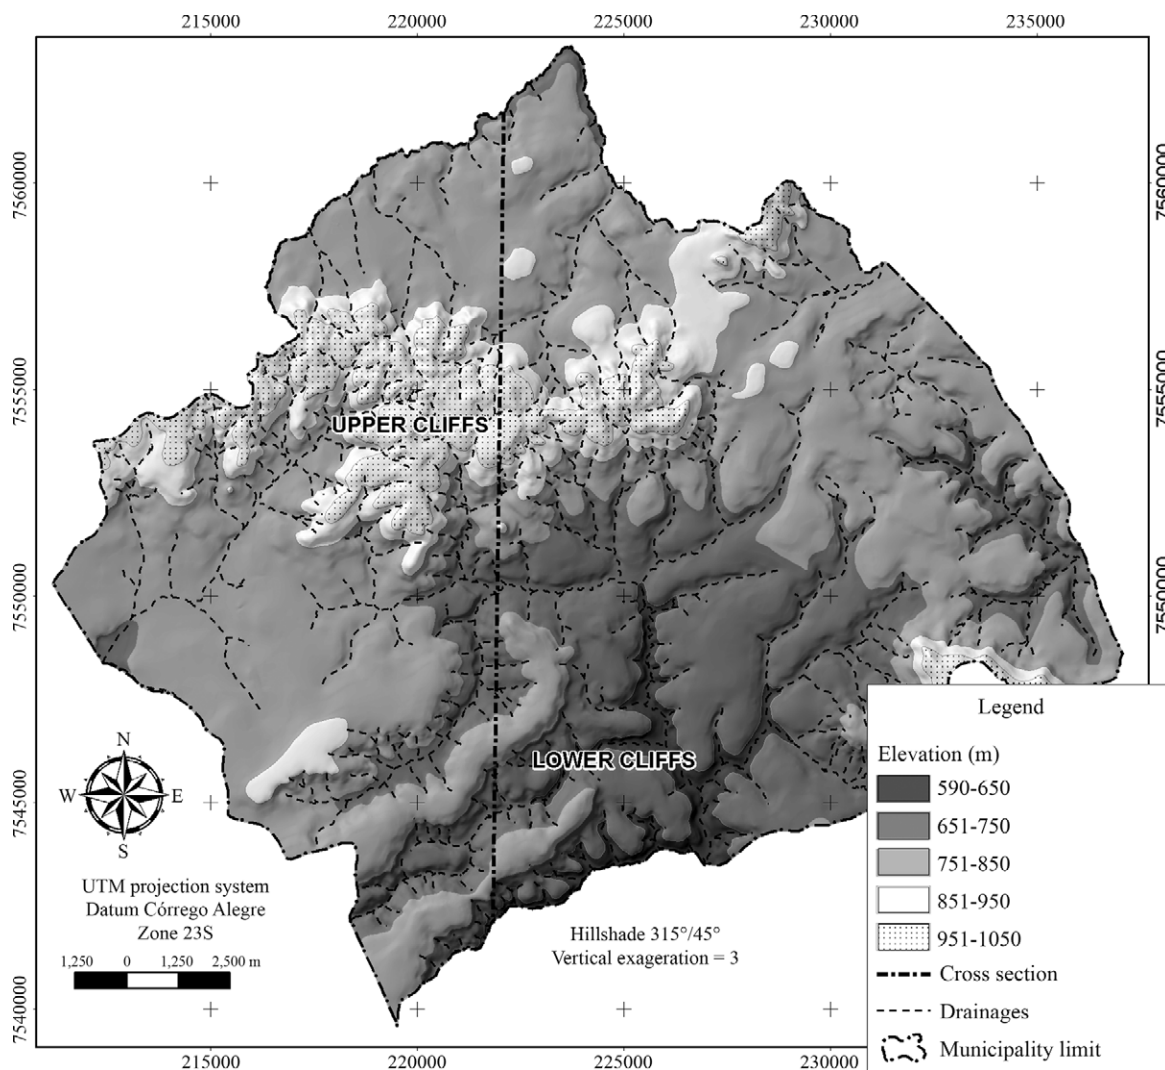 215000 220000 225000 230000 235000
7560000 7560000
7555000 7555000
UPPER CLIFFS
7550000 7550000
LOWER CLIFFS
7545000
7540000
N
W E
S
UTM projection system
Datum Córrego Alegre
Zone 23S
1,250 0 1,250 2,500 m
Hillshade 315°/45°
Vertical exageration = 3
Legend
Elevation (m)
590-650
651-750
751-850
851-950
951-1050
Cross section
Drainages
Municipality limit
215000 220000 225000 230000